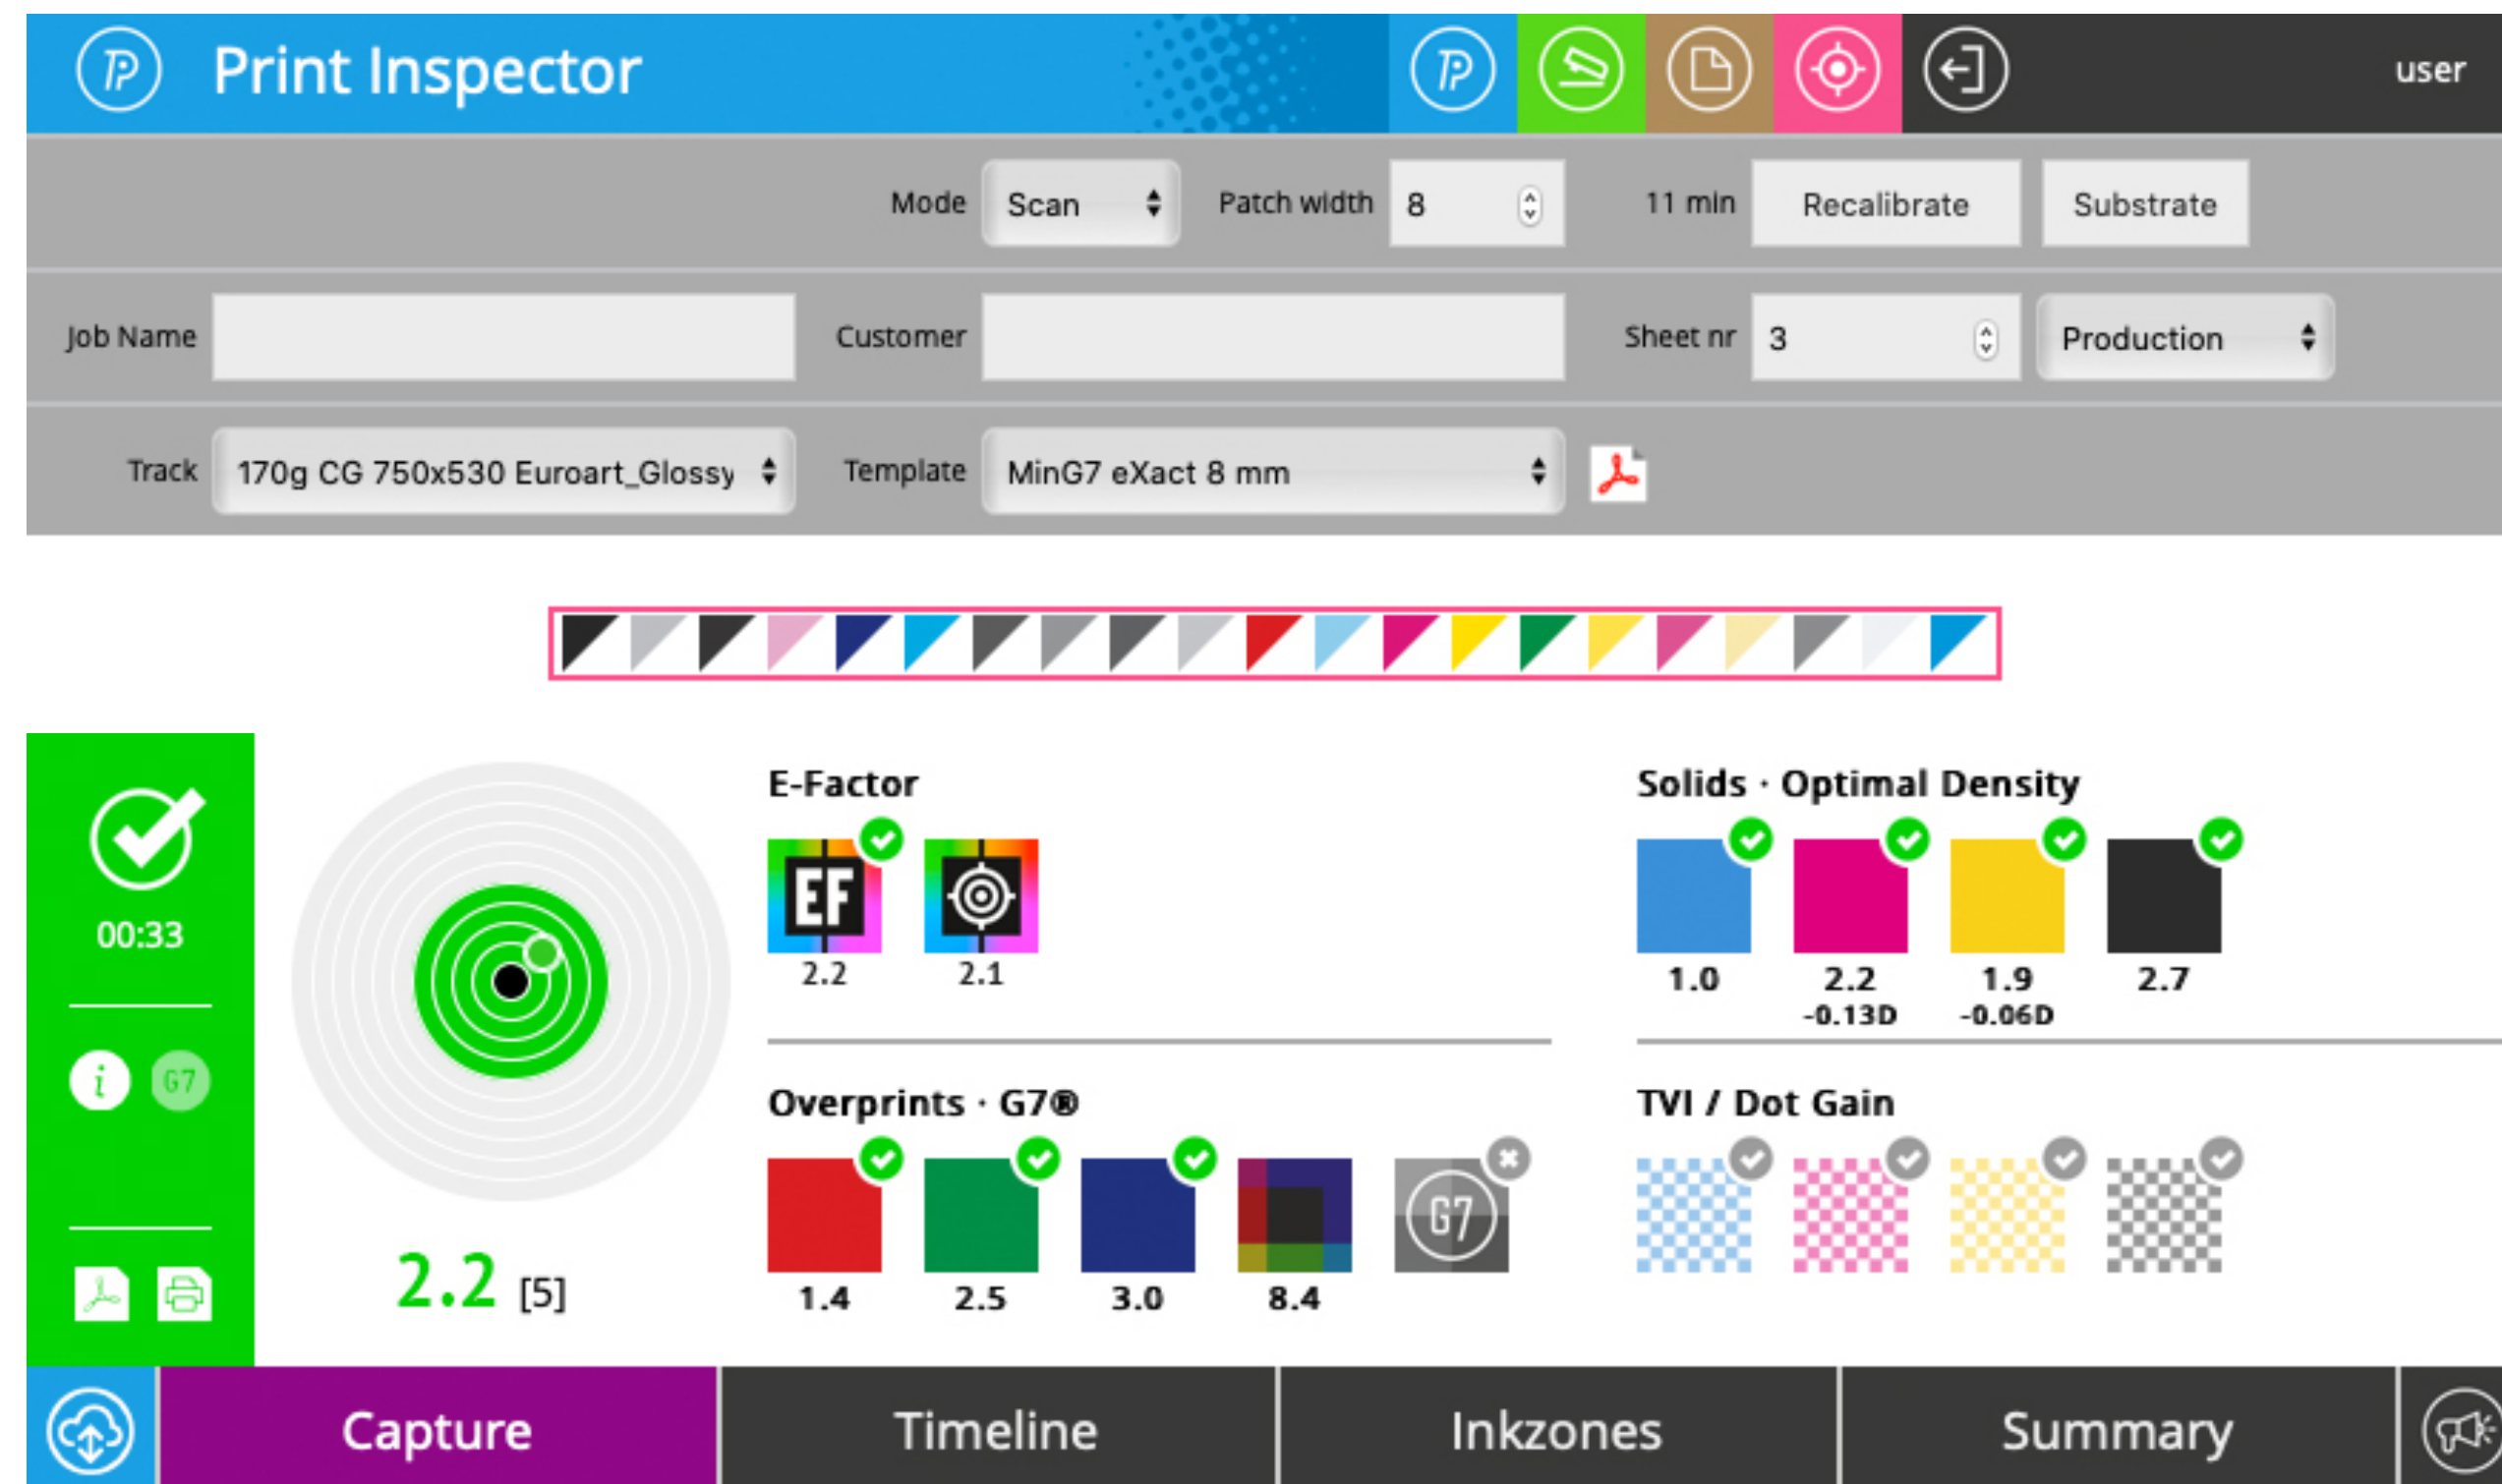 Print Inspector
user
Mode Scan Patch width 8 11 min Recalibrate Substrate
Job Name Customer Sheet nr 3 Production
Track 170g CG 750x530 Euroart_Glossy Template MinG7 eXact 8 mm
E-Factor
EF
2.2 2.1
Solids · Optimal Density
1.0 2.2 1.9 2.7
-0.13D -0.06D
00:33
i G7
Overprints · G7®
G7
1.4 2.5 3.0 8.4
TVI / Dot Gain
2.2 [5]
Capture Timeline Inkzones Summary